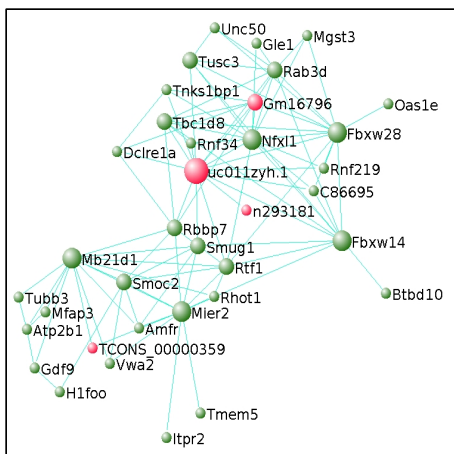 Unc50
Gle1
Mgst3
Tusc3
Rab3d
Tnks1bp1
Gm16796
Oas1e
Tbc1d8
Nfxl1
Fbxw28
Rnf34
Dclre1a
Rnf219
uc011zyh.1
C86695
n293181
Rbbp7
Smug1
Fbxw14
Mb21d1
Rtf1
Smoc2
Btbd10
Tubb3
Rhot1
Mfap3
Mier2
Atp2b1
Amfr
TCONS_00000359
Gdf9
Vwa2
H1foo
Tmem5
Itpr2